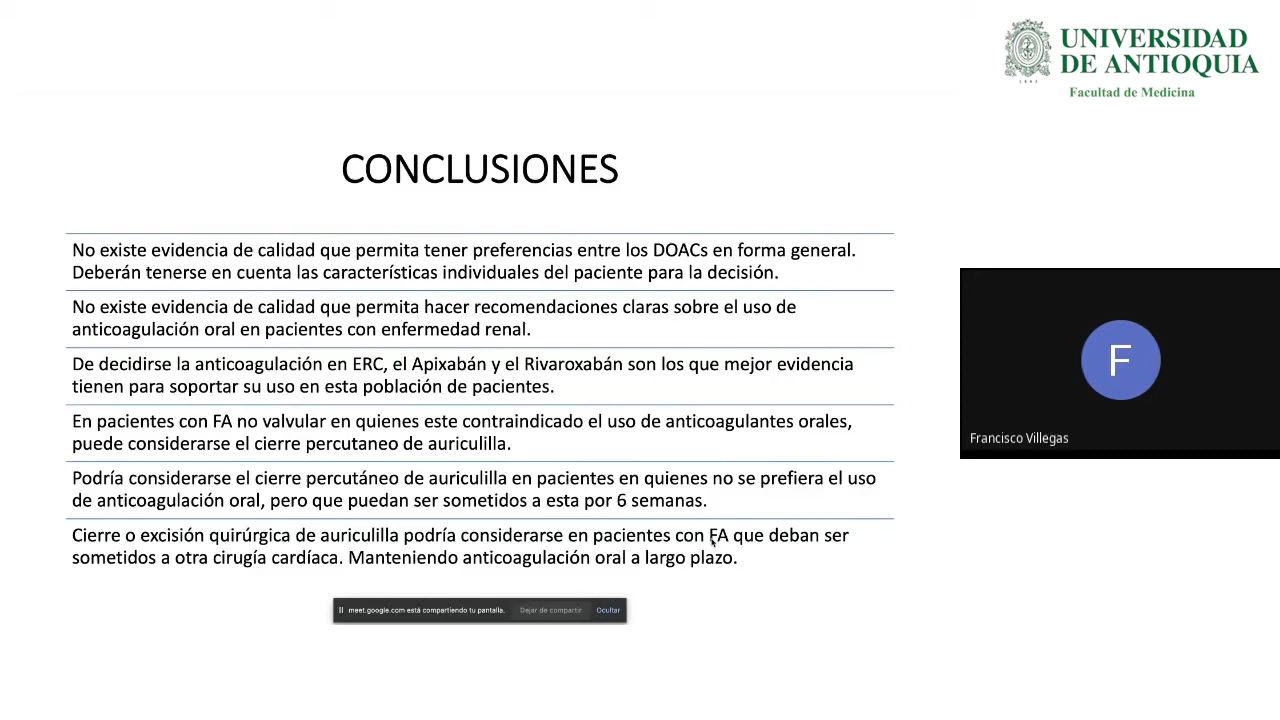 UNIVERSIDAD
DE ANTIOQUIA
1803
Facultad de Medicina
CONCLUSIONES
No existe evidencia de calidad que permita tener preferencias entre los DOACs en forma general.
Deberán tenerse en cuenta las características individuales del paciente para la decisión.
No existe evidencia de calidad que permita hacer recomendaciones claras sobre el uso de
anticoagulación oral en pacientes con enfermedad renal.
De decidirse la anticoagulación en ERC, el Apixabán y el Rivaroxabán son los que mejor evidencia
tienen para soportar su uso en esta población de pacientes.
En pacientes con FA no valvular en quienes este contraindicado el uso de anticoagulantes orales,
puede considerarse el cierre percutaneo de auriculilla.
Podría considerarse el cierre percutáneo de auriculilla en pacientes en quienes no se prefiera el uso
de anticoagulación oral, pero que puedan ser sometidos a esta por 6 semanas.
Cierre o excisión quirúrgica de auriculilla podría considerarse en pacientes con FA que deban ser
sometidos a otra cirugía cardíaca. Manteniendo anticoagulación oral a largo plazo.
meet.google.com está compartiendo tu pantalla. Dejar de compartir Ocultar
F
Francisco Villegas